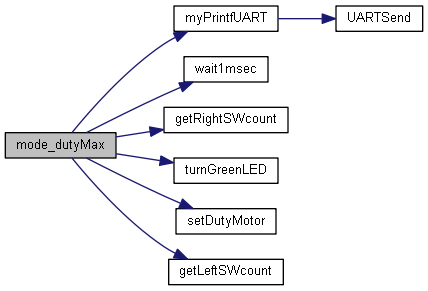 myPrintfUART
UARTSend
wait1msec
getRightSWcount
mode_dutyMax
turnGreenLED
setDutyMotor
getLeftSWcount